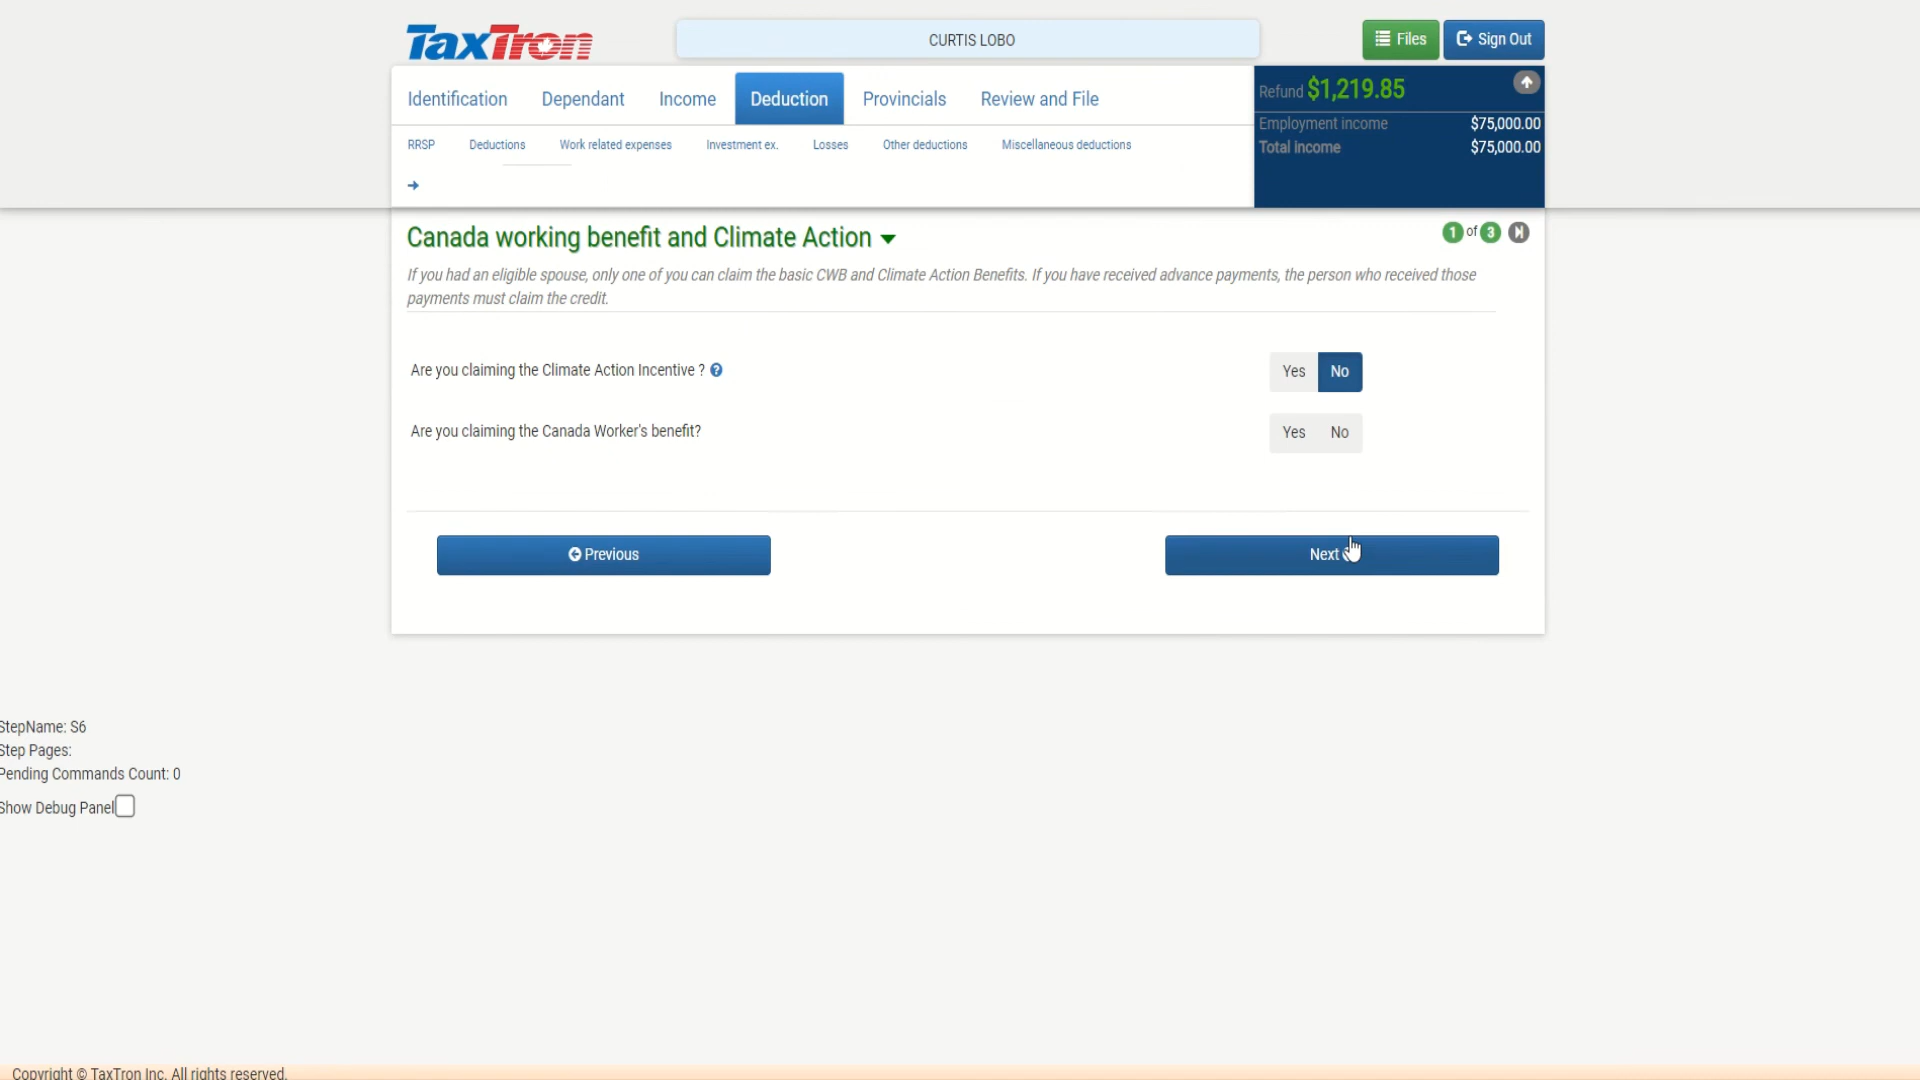 TaxTron
CURTIS LOBO
Files
Sign Out
Identification
Dependant
Income
Deduction
Provincials
Review and File
Refund $1,219.85
Employment income $75,000.00
Total income $75,000.00
RRSP
Deductions
Work related expenses
Investment ex.
Losses
Other deductions
Miscellaneous deductions
Canada working benefit and Climate Action
1 of 3
If you had an eligible spouse, only one of you can claim the basic CWB and Climate Action Benefits. If you have received advance payments, the person who received those
payments must claim the credit.
Are you claiming the Climate Action Incentive ?
Yes No
Are you claiming the Canada Worker's benefit?
Yes No
Previous
Next
StepName: S6
Step Pages:
Pending Commands Count: 0
Show Debug Panel
Copyright © TaxTron Inc. All rights reserved.